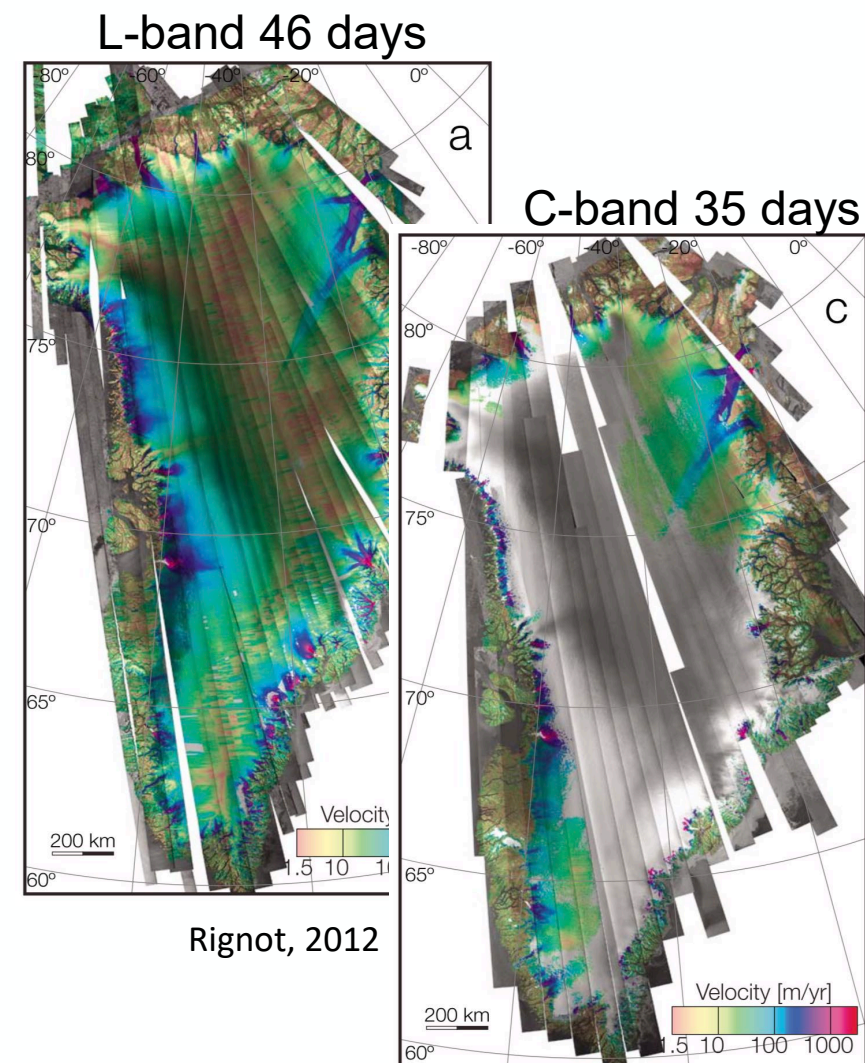 L-band 46 days
-80° -60° -40° -20° 0°
a
80°
75°
70°
65°
60°
Velocity
200 km
1.5 10
Rignot, 2012
C-band 35 days
-80° -60° -40° -20° 0°
C
80°
75°
70°
65°
60°
Velocity [m/yr]
200 km
1.5 10 100 1000